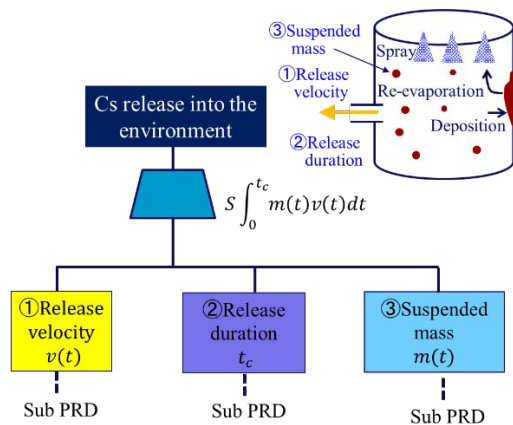 ③Suspended
mass
Spray
①Release
velocity
Re-evaporation
Deposition
②Release
duration
Cs release into the
environment
$S\int_0^{t_c} m(t)v(t)dt$
①Release
velocity
v(t)
②Release
duration
$t_c$
③Suspended
mass
m(t)
Sub PRD
Sub PRD
Sub PRD